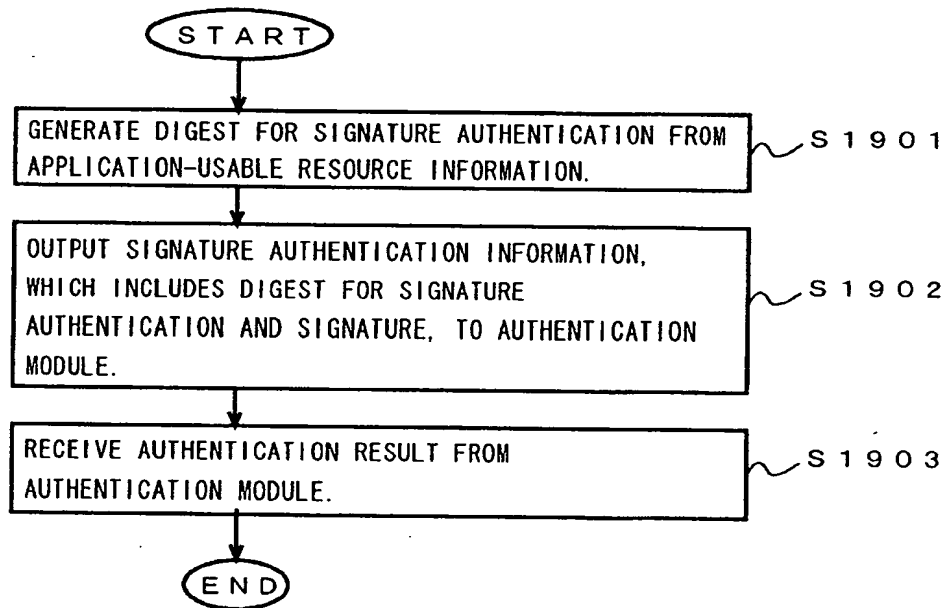 START
GENERATE DIGEST FOR SIGNATURE AUTHENTICATION FROM
APPLICATION-USABLE RESOURCE INFORMATION.
S1901
OUTPUT SIGNATURE AUTHENTICATION INFORMATION,
WHICH INCLUDES DIGEST FOR SIGNATURE
AUTHENTICATION AND SIGNATURE, TO AUTHENTICATION
MODULE.
S1902
RECEIVE AUTHENTICATION RESULT FROM
AUTHENTICATION MODULE.
S1903
END